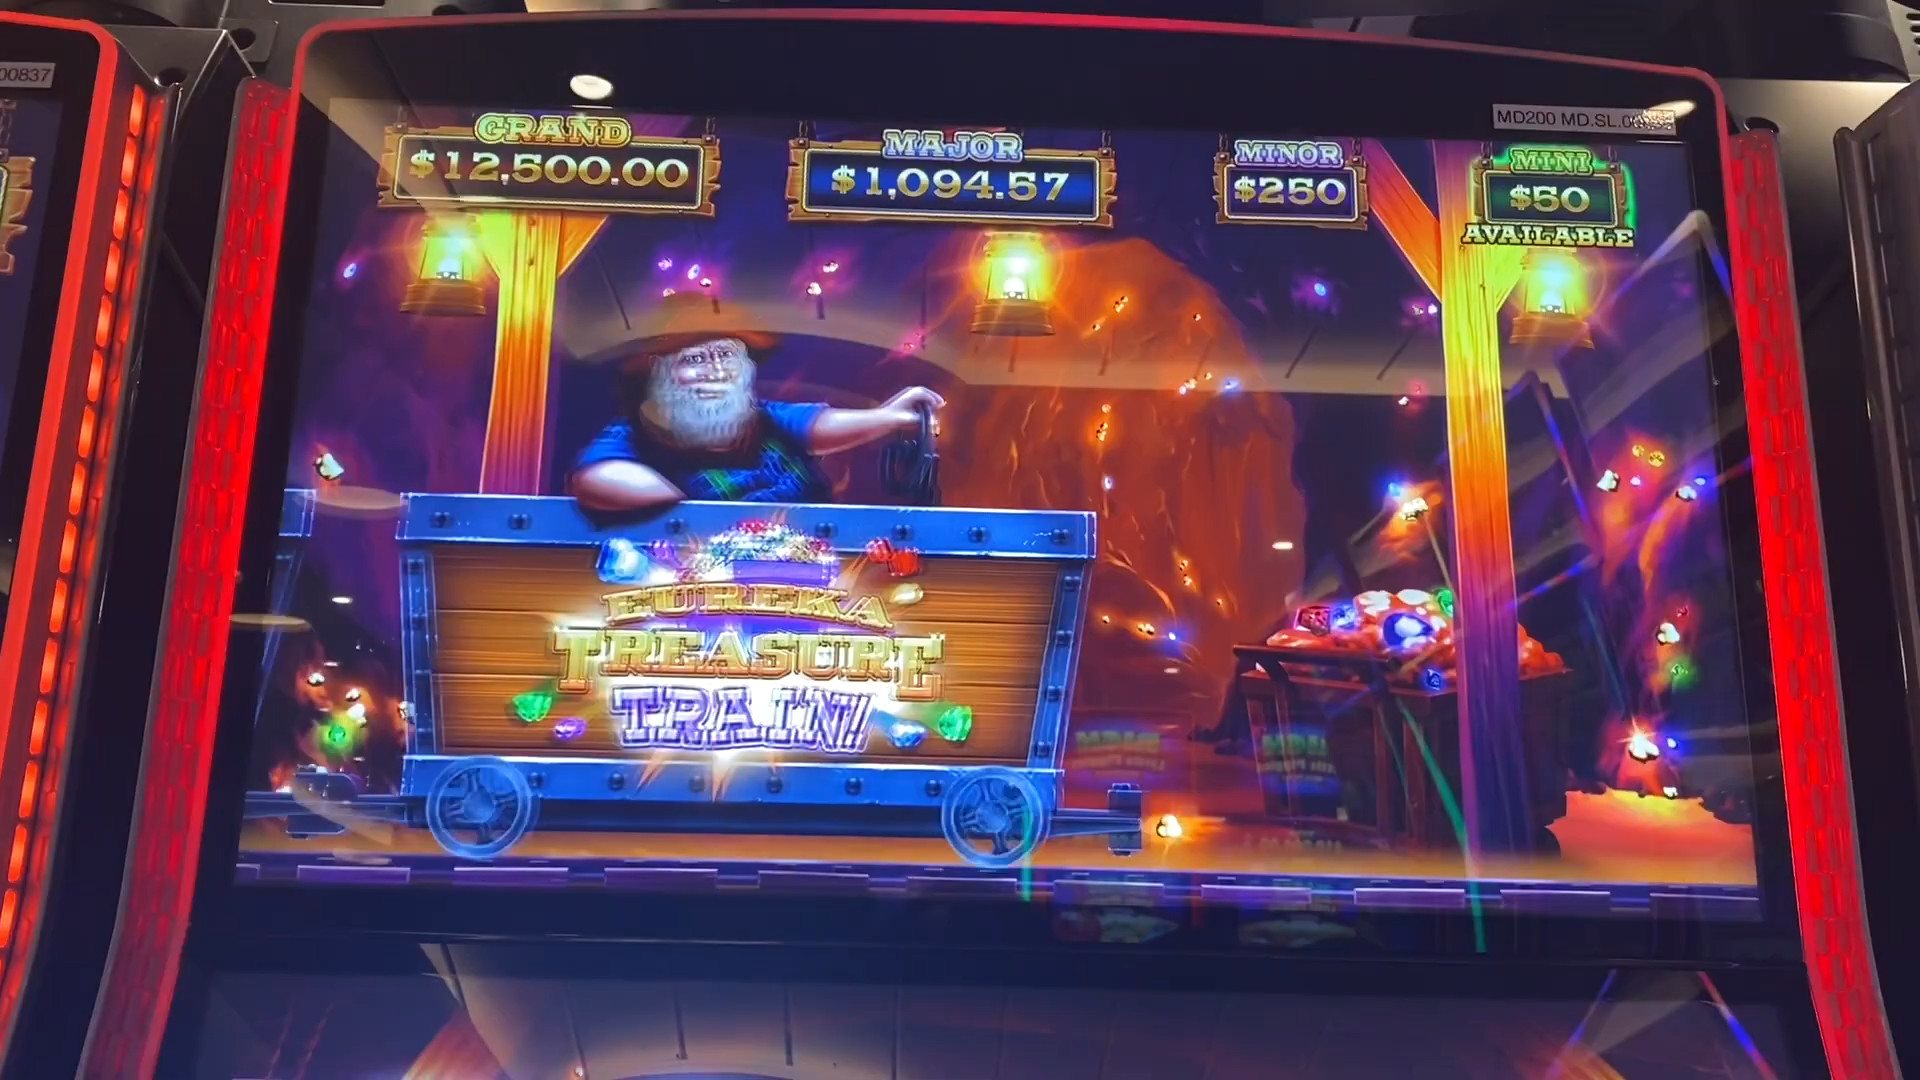 00837
MD200 MD.SL.00
GRAND
$12,500.00
MAJOR
$1,094.57
MINOR
$250
MINI
$50
AVAILABLE
EUREKA
TREASURE
TRAIN!